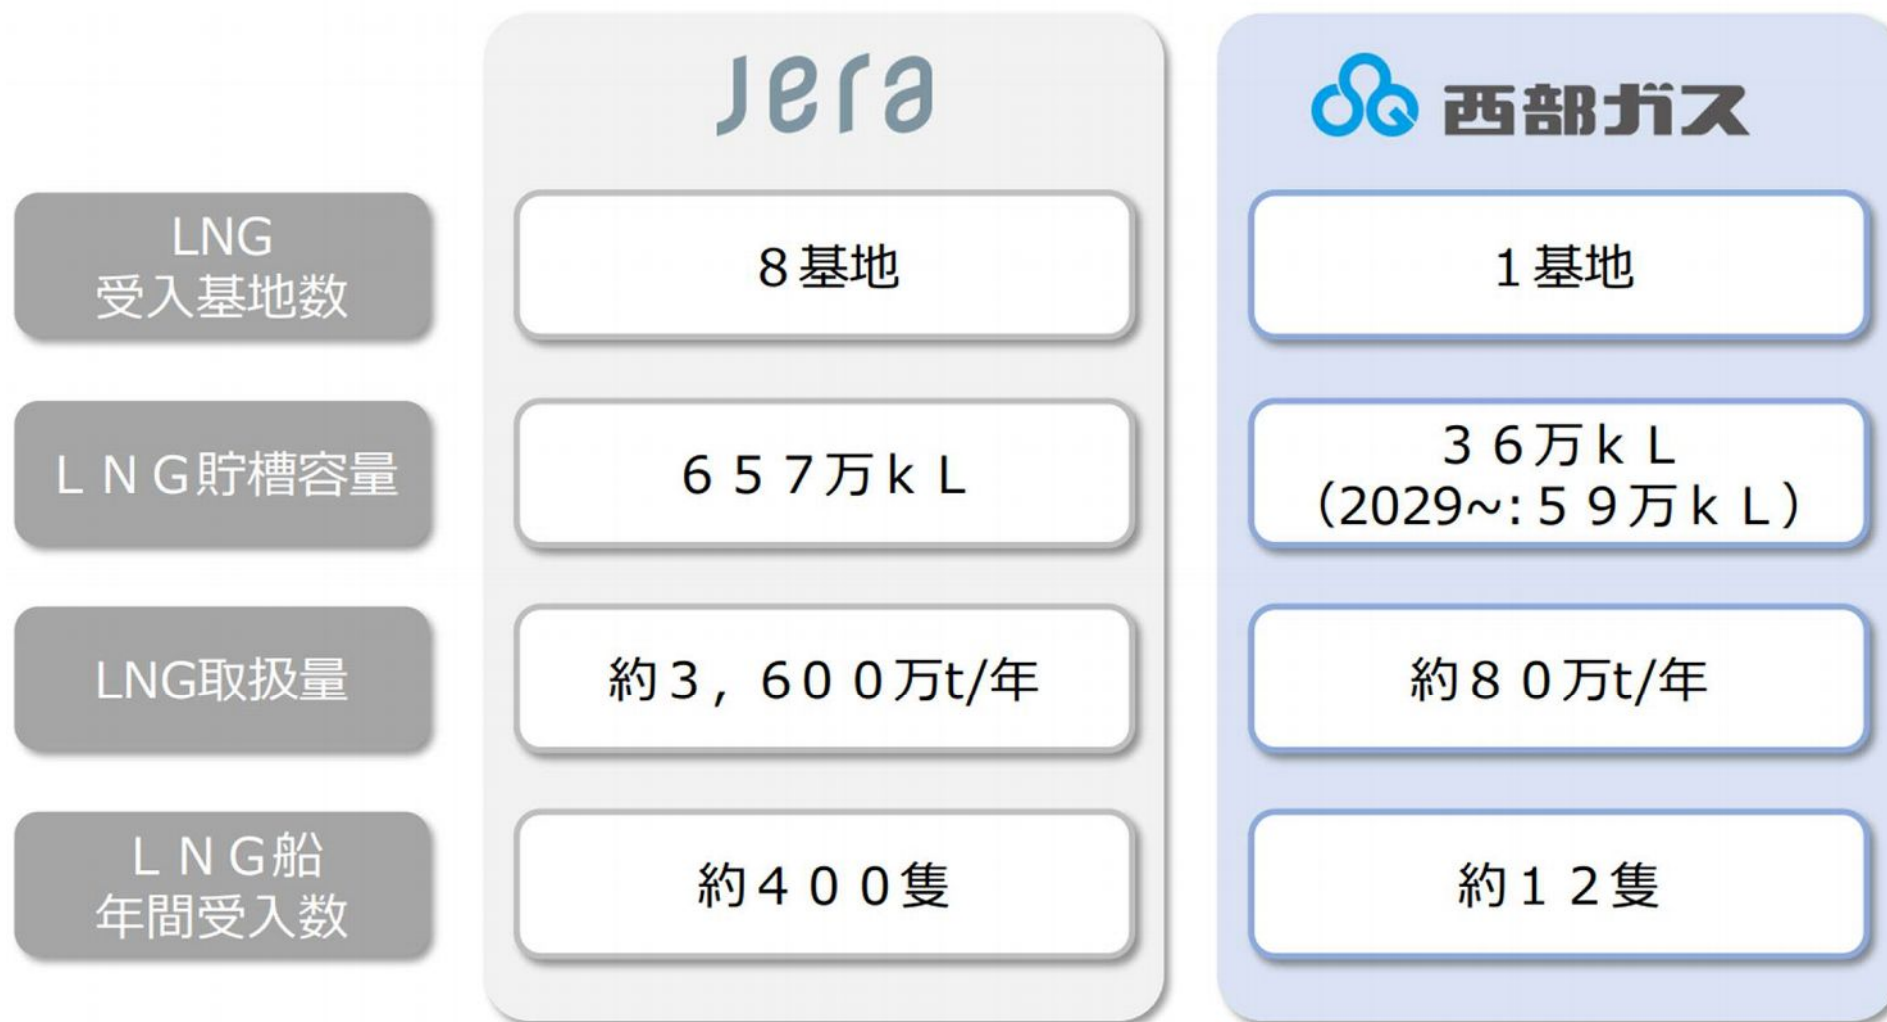 Jera
西部ガス
LNG
受入基地数
８基地
１基地
ＬＮＧ貯槽容量
６５７万ｋＬ
３６万ｋＬ
（2029~:５９万ｋＬ）
LNG取扱量
約３，６００万t/年
約８０万t/年
ＬＮＧ船
年間受入数
約４００隻
約１２隻